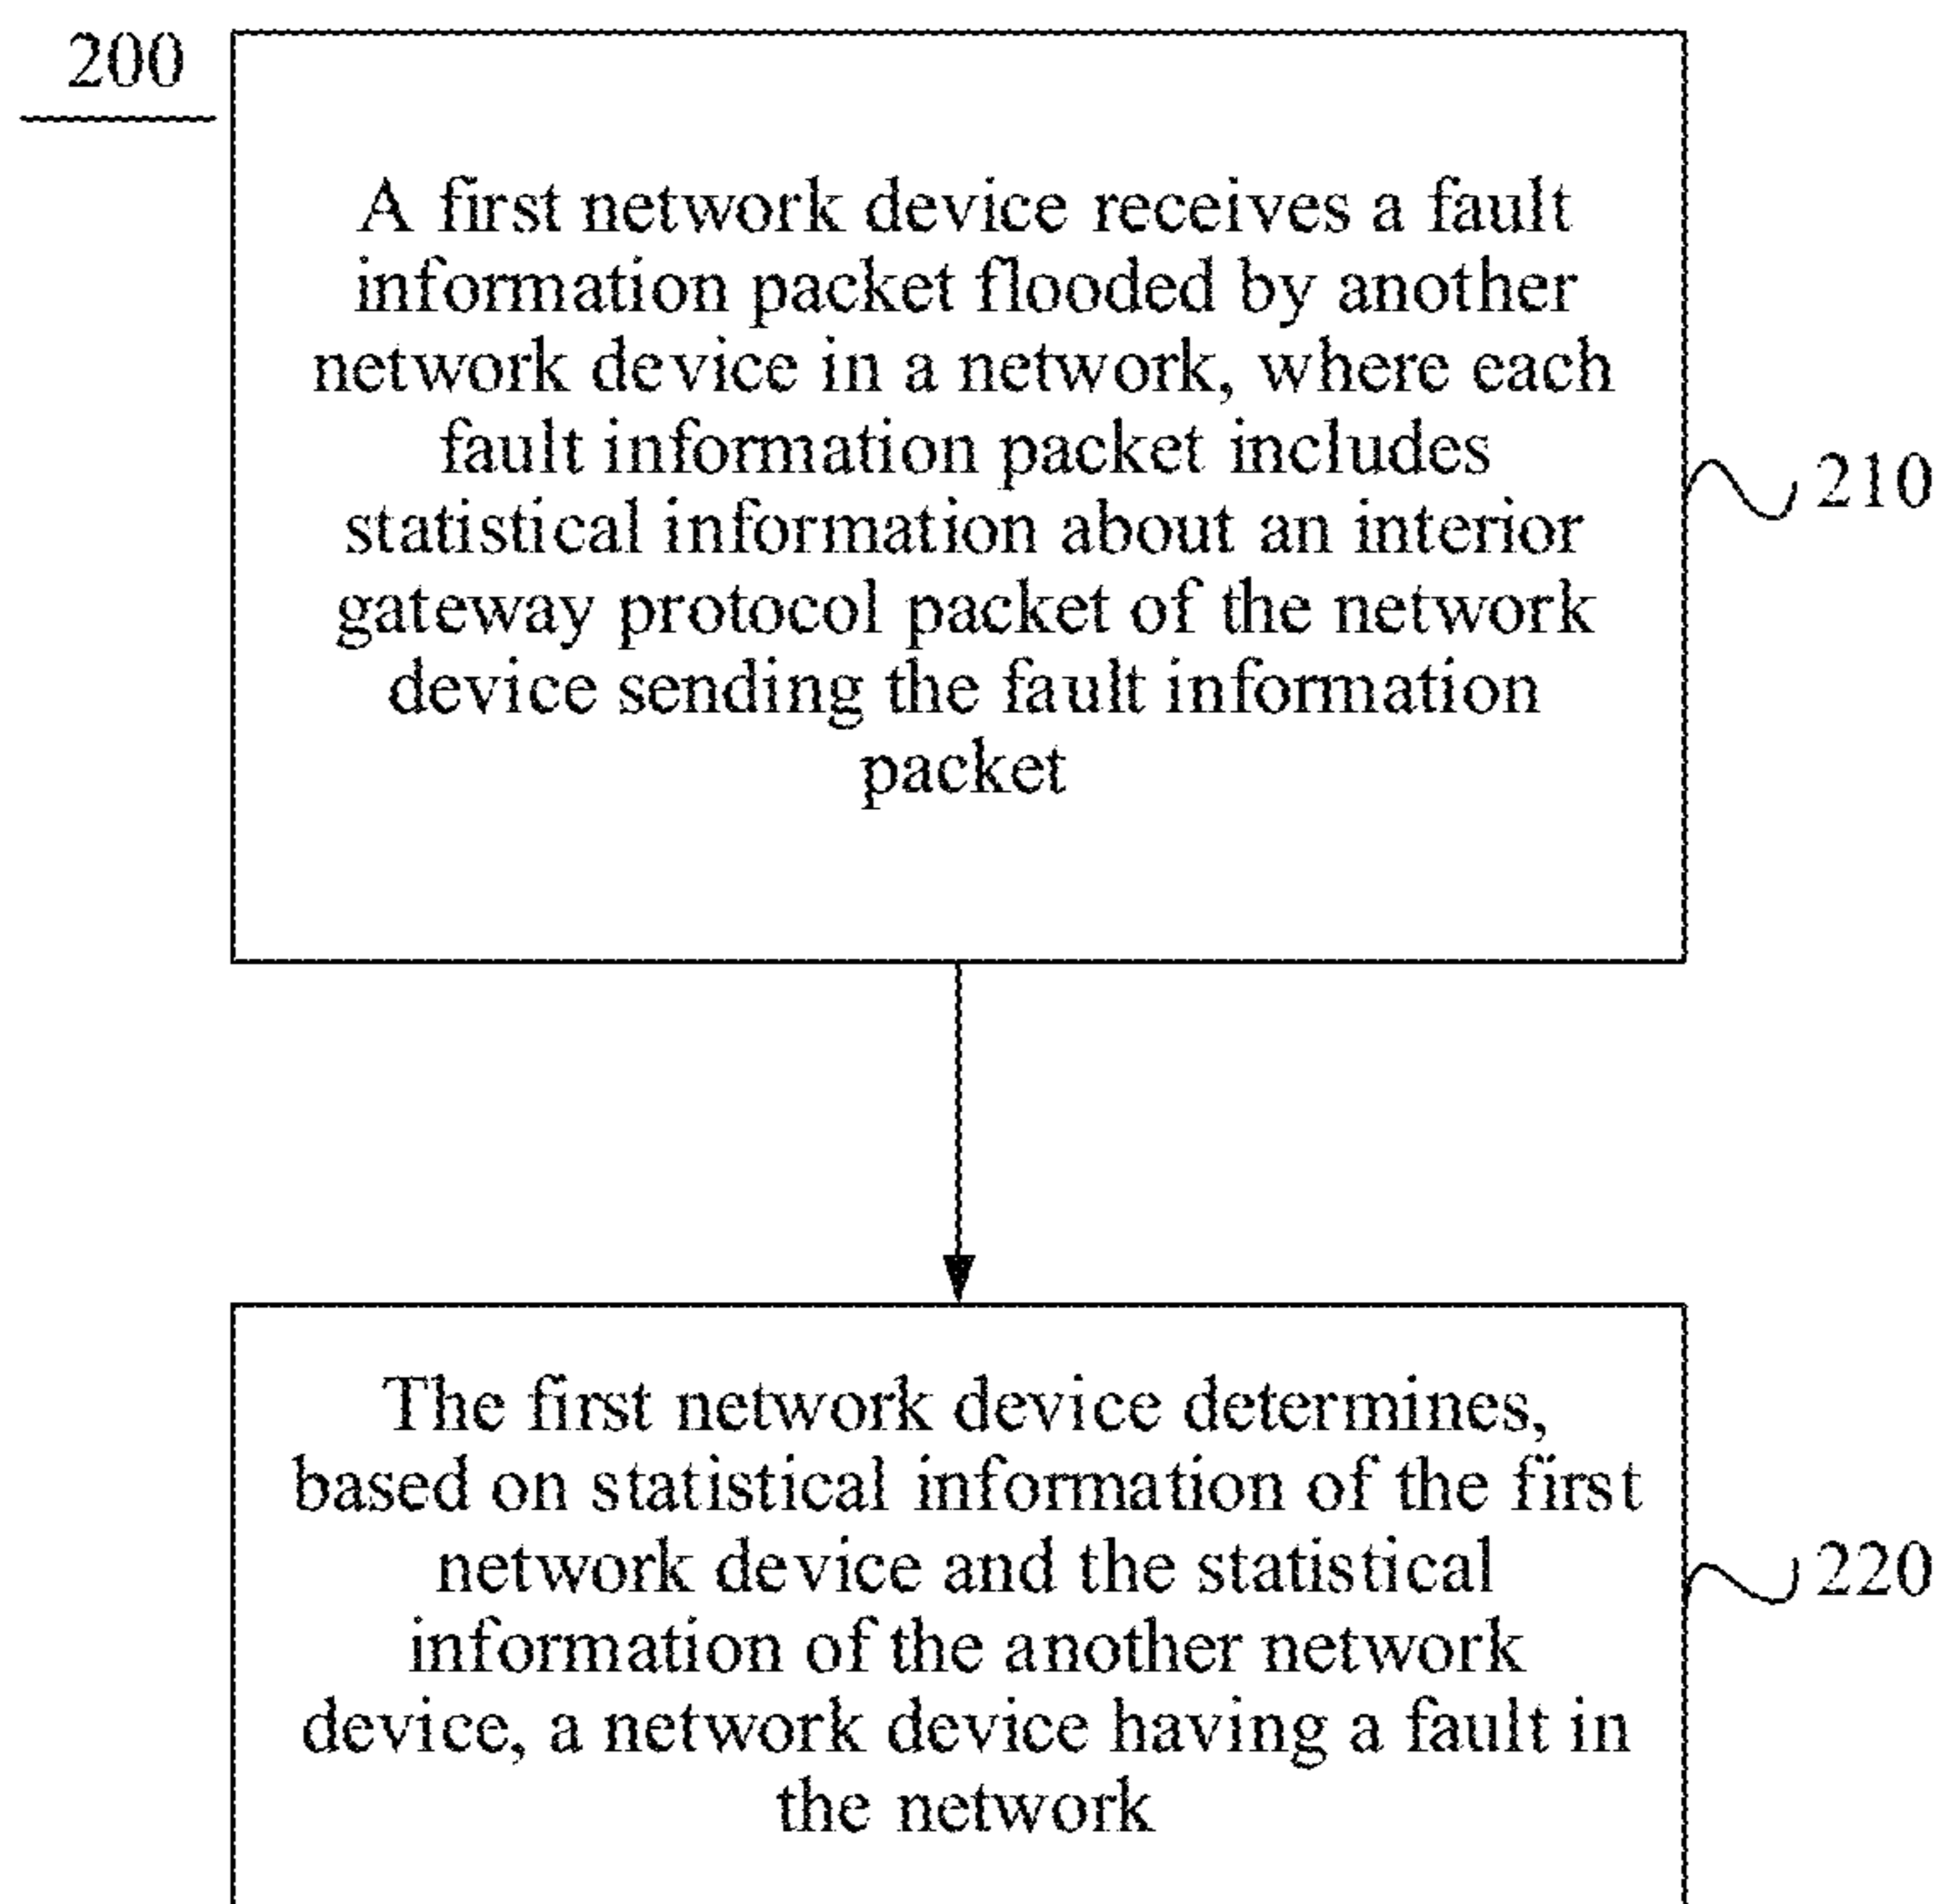 200
A first network device receives a fault
information packet flooded by another
network device in a network, where each
fault information packet includes
statistical information about an interior
gateway protocol packet of the network
device sending the fault information
packet
210
The first network device determines,
based on statistical information of the first
network device and the statistical
information of the another network
device, a network device having a fault in
the network
220